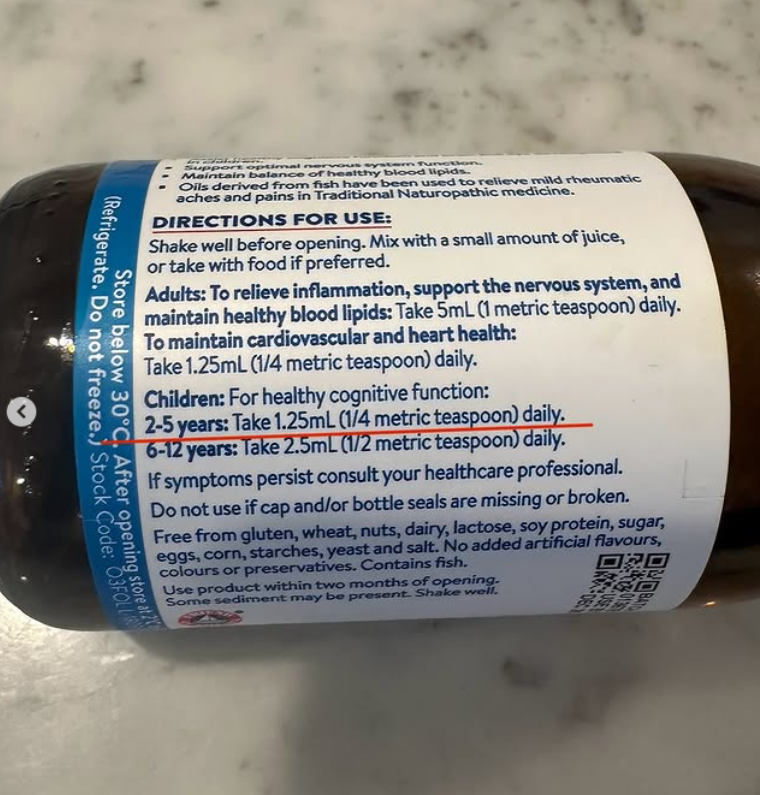 in children.
• Support optimal nervous system function.
• Maintain balance of healthy blood lipids.
• Oils derived from fish have been used to relieve mild rheumatic
aches and pains in Traditional Naturopathic medicine.
DIRECTIONS FOR USE:
Shake well before opening. Mix with a small amount of juice,
or take with food if preferred.
Adults: To relieve inflammation, support the nervous system, and
maintain healthy blood lipids: Take 5mL (1 metric teaspoon) daily.
To maintain cardiovascular and heart health:
Take 1.25mL (1/4 metric teaspoon) daily.
Children: For healthy cognitive function:
2-5 years: Take 1.25mL (1/4 metric teaspoon) daily.
6-12 years: Take 2.5mL (1/2 metric teaspoon) daily.
If symptoms persist consult your healthcare professional.
Do not use if cap and/or bottle seals are missing or broken.
Free from gluten, wheat, nuts, dairy, lactose, soy protein, sugar,
eggs, corn, starches, yeast and salt. No added artificial flavours,
colours or preservatives. Contains fish.
Use product within two months of opening.
Some sediment may be present. Shake well.
Store below 30°C. After opening store at
(Refrigerate. Do not freeze.) Stock Code: